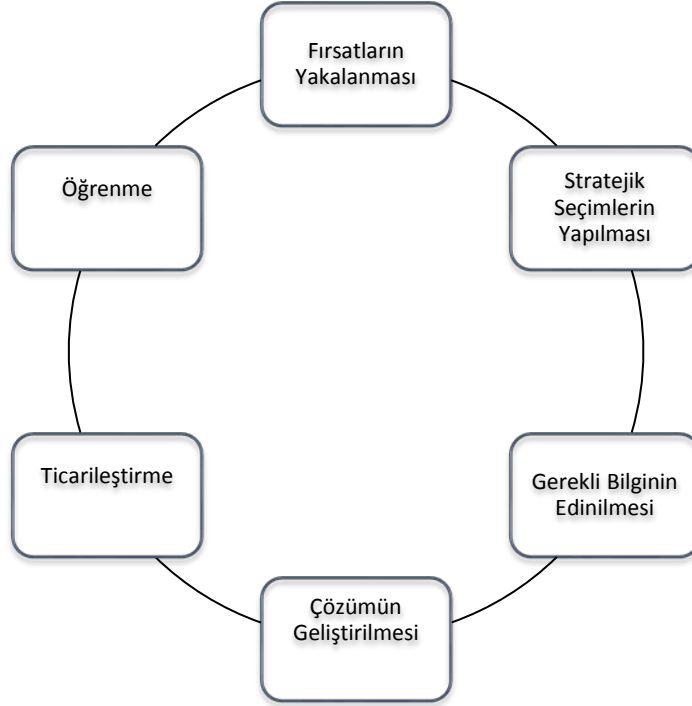 Fırsatların
Yakalanması
Stratejik
Seçimlerin
Yapılması
Gerekli Bilginin
Edinilmesi
Çözümün
Geliştirilmesi
Ticarileştirme
Öğrenme